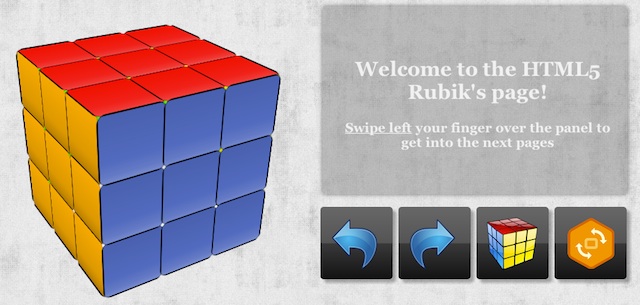 Welcome to the HTML5
Rubik's page!
Swipe left your finger over the panel to
get into the next pages